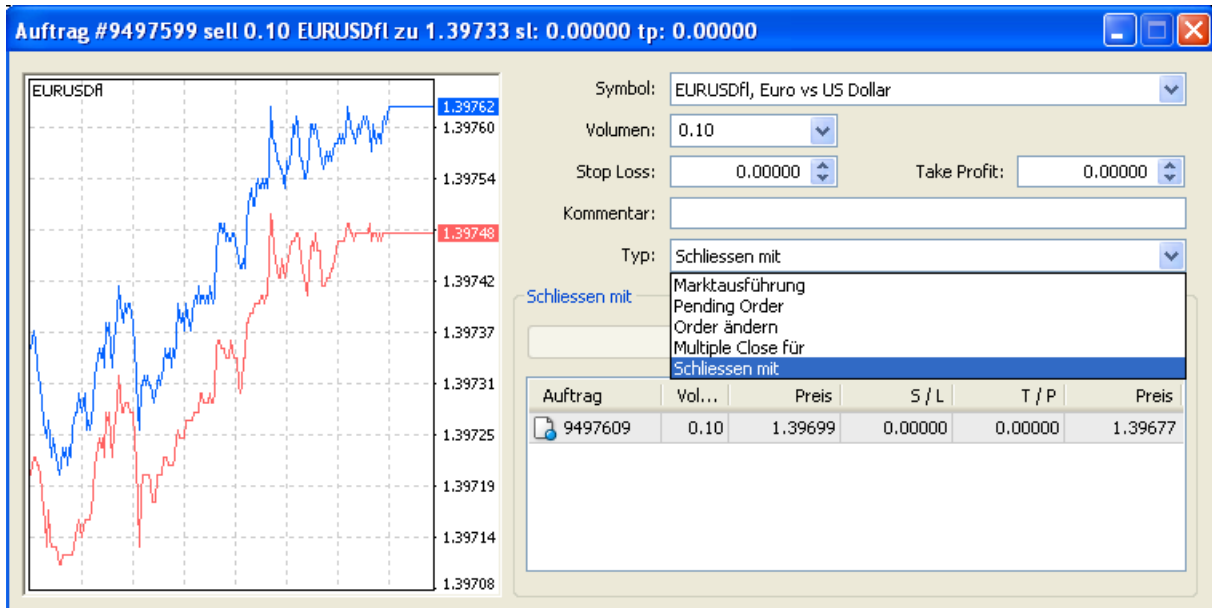 Auftrag #9497599 sell 0.10 EURUSDfl zu 1.39733 sl: 0.00000 tp: 0.00000
EURUSDfl
1.39762
1.39760
1.39754
1.39748
1.39742
1.39737
1.39731
1.39725
1.39719
1.39714
1.39708
Symbol: EURUSDfl, Euro vs US Dollar
Volumen: 0.10
Stop Loss: 0.00000 Take Profit: 0.00000
Kommentar:
Typ: Schliessen mit
Marktausführung
Pending Order
Order ändern
Multiple Close für
Schliessen mit
Schliessen mit
Auftrag Vol... Preis S / L T / P Preis
9497609 0.10 1.39699 0.00000 0.00000 1.39677